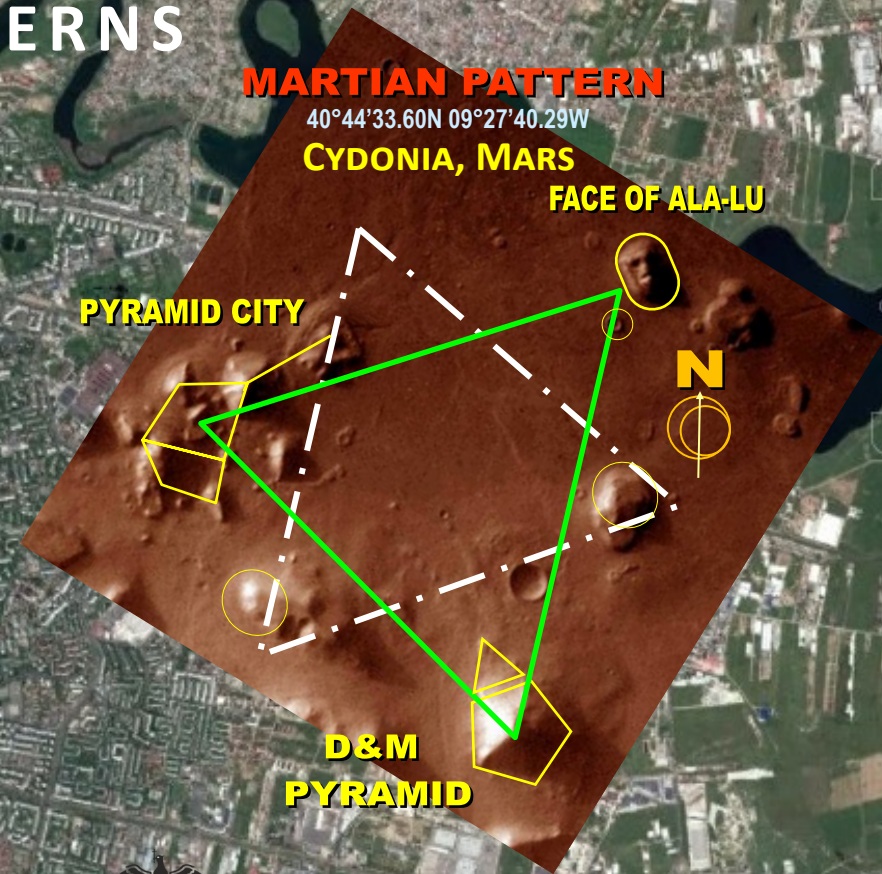 ERNS
MARTIAN PATTERN
40°44’33.60N 09°27’40.29W
CYDONIA, MARS
FACE OF ALA-LU
PYRAMID CITY
N
D&M
PYRAMID